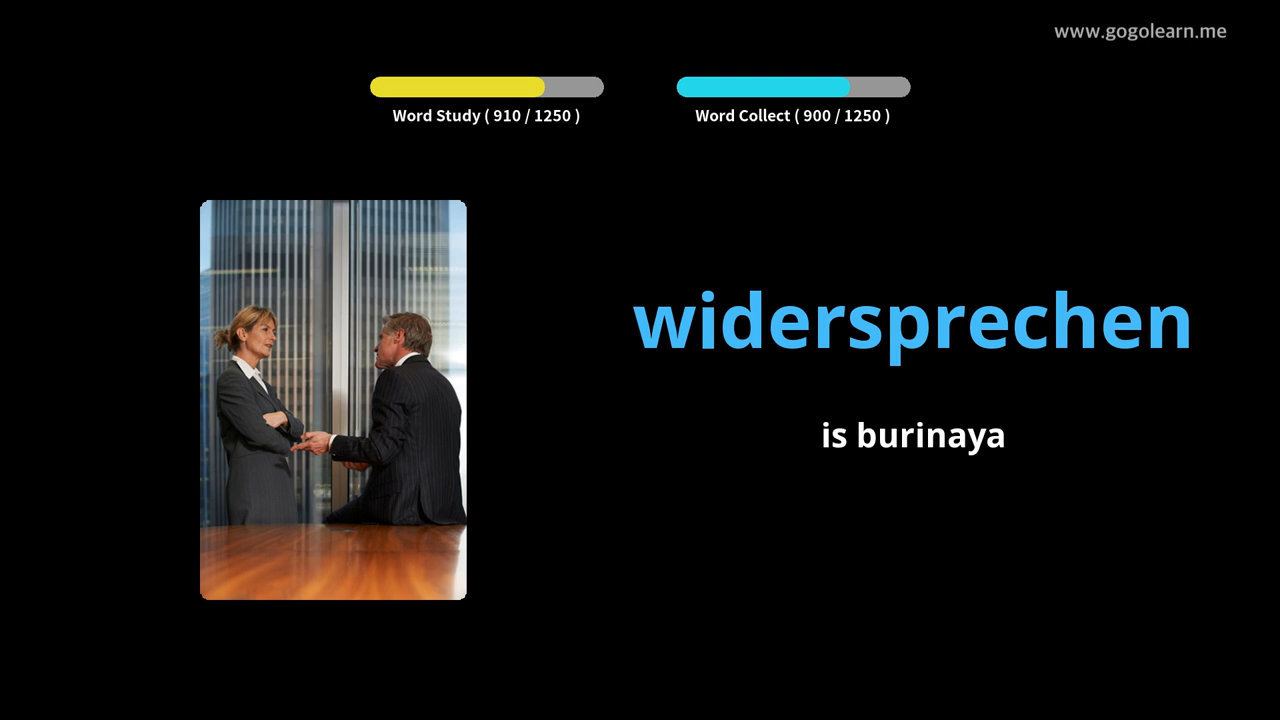 www.gogolearn.me
Word Study ( 910 / 1250 )
Word Collect ( 900 / 1250 )
widersprechen
is burinaya